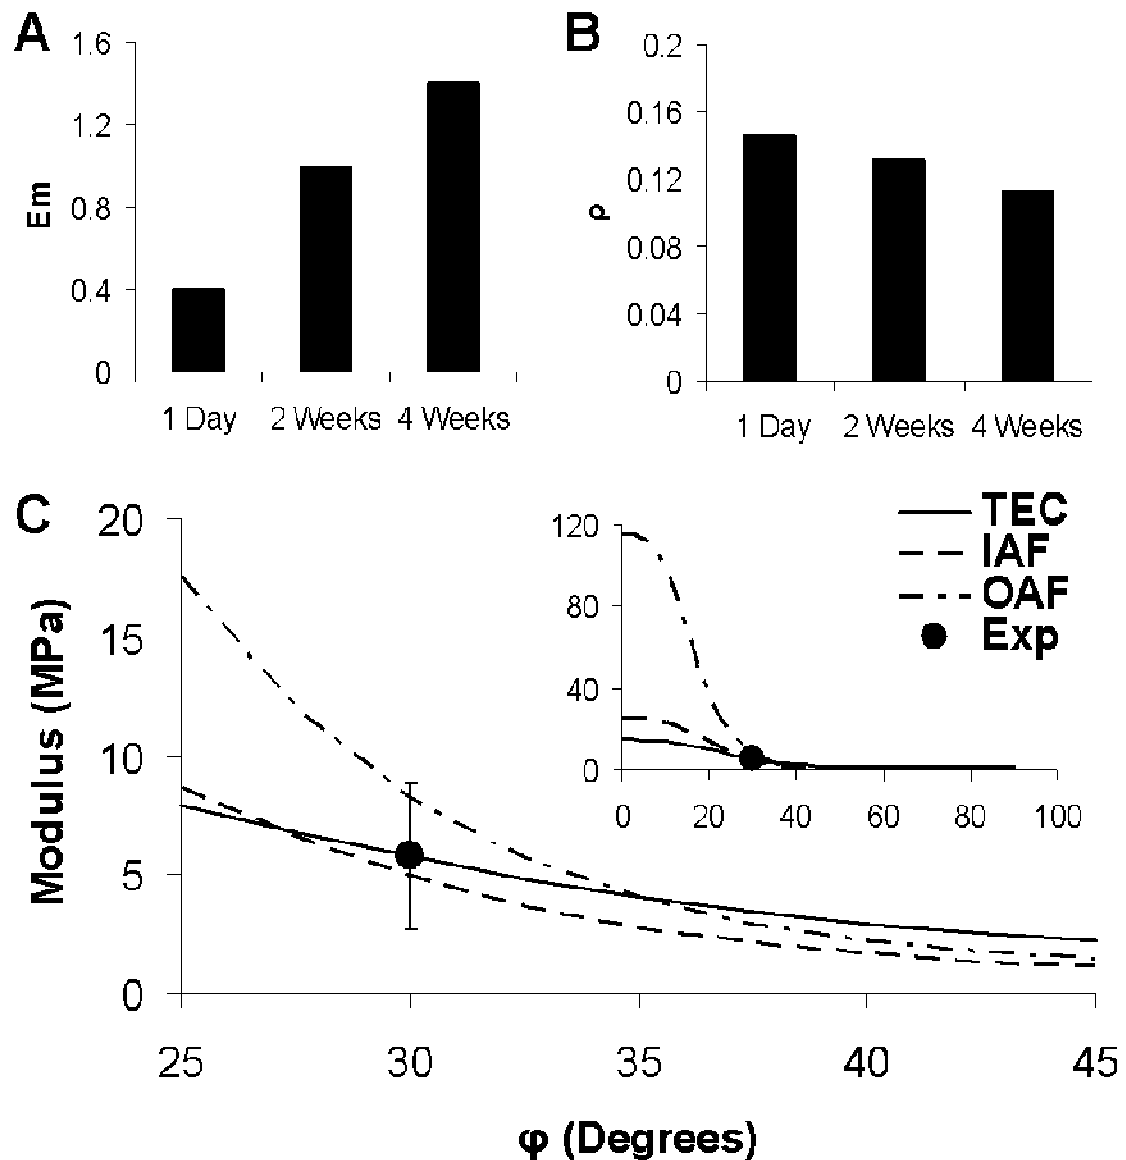 A
Em
1.6
1.2
0.8
0.4
0
1 Day 2 Weeks 4 Weeks
B
ρ
0.2
0.16
0.12
0.08
0.04
0
1 Day 2 Weeks 4 Weeks
C
Modulus (MPa)
20
15
10
5
0
25 30 35 40 45
φ (Degrees)
120
80
40
0
0 20 40 60 80 100
TEC
IAF
OAF
Exp